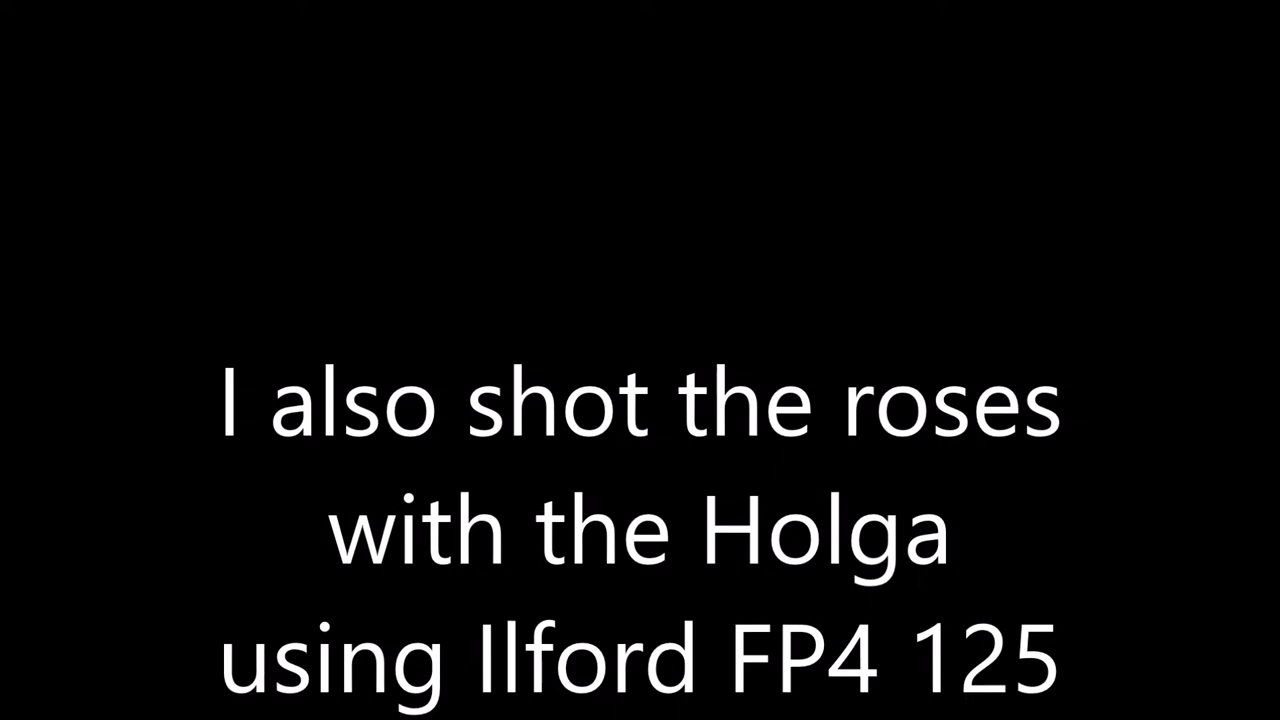 I also shot the roses
with the Holga
using Ilford FP4 125